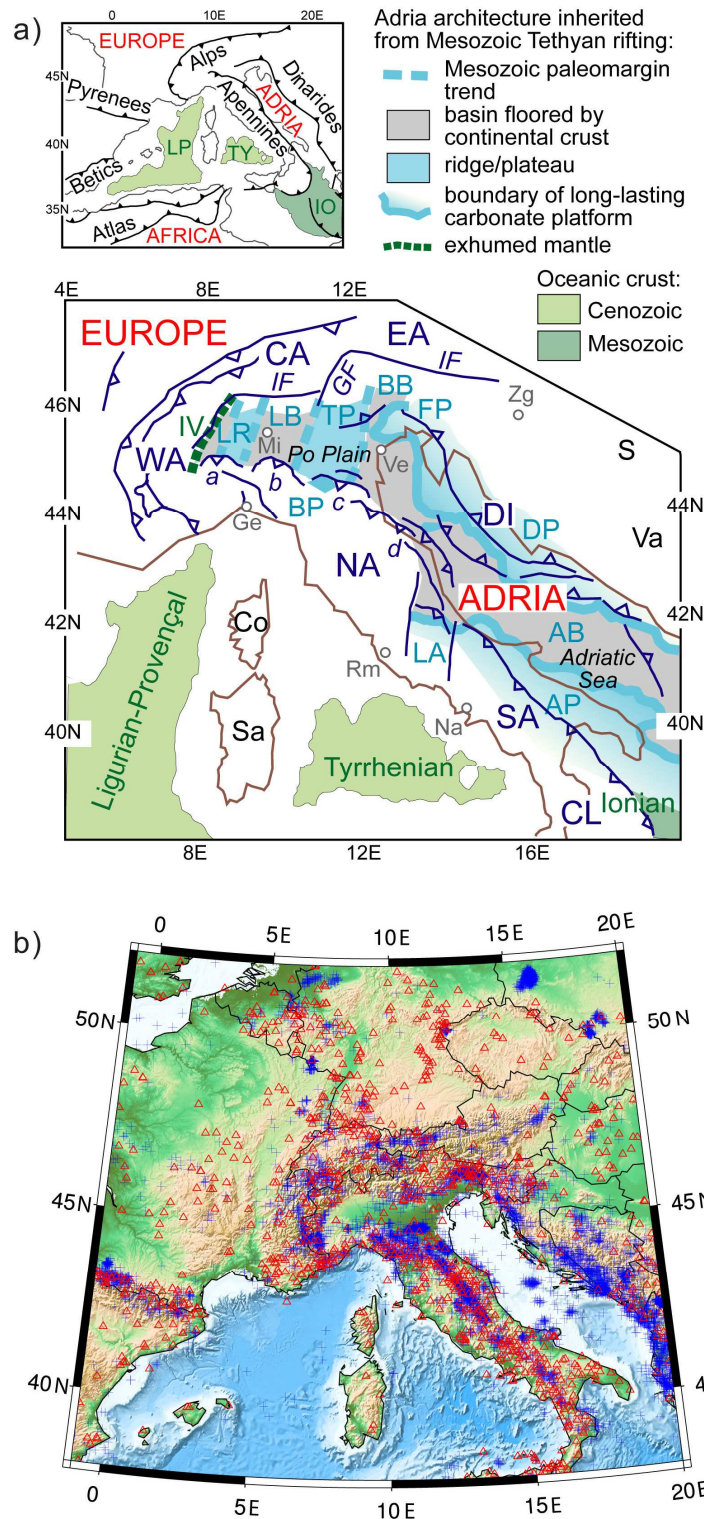 a)
0 10 20
EUROPE
45N
40N
35N
Alps
Pyrenees
Apennines
Dinarides
ADRIA
LP
TY
Betics
IO
Atlas
AFRICA
Adria architecture inherited
from Mesozoic Tethyan rifting:
Mesozoic paleomargin
trend
basin floored by
continental crust
ridge/plateau
boundary of long-lasting
carbonate platform
exhumed mantle
Oceanic crust:
Cenozoic
Mesozoic
4E 8E 12E
EUROPE
CA
EA
IF
GF
IF
BB
Zg
46N
IV
LR
LB
TP
FP
Mi
Po Plain
Ve
S
WA
a
b
c
BP
44N
44N
Ge
d
DI
DP
Va
NA
ADRIA
42N
42N
Co
LA
AB
Adriatic
Sea
Rm
AP
Ligurian-Provençal
Sa
Na
SA
40N
40N
Tyrrhenian
Ionian
CL
8E 12E 16E
b)
0 5E 10E 15E 20E
50N
50N
45N
45N
40N
4
0 5E 10E 15E 20E